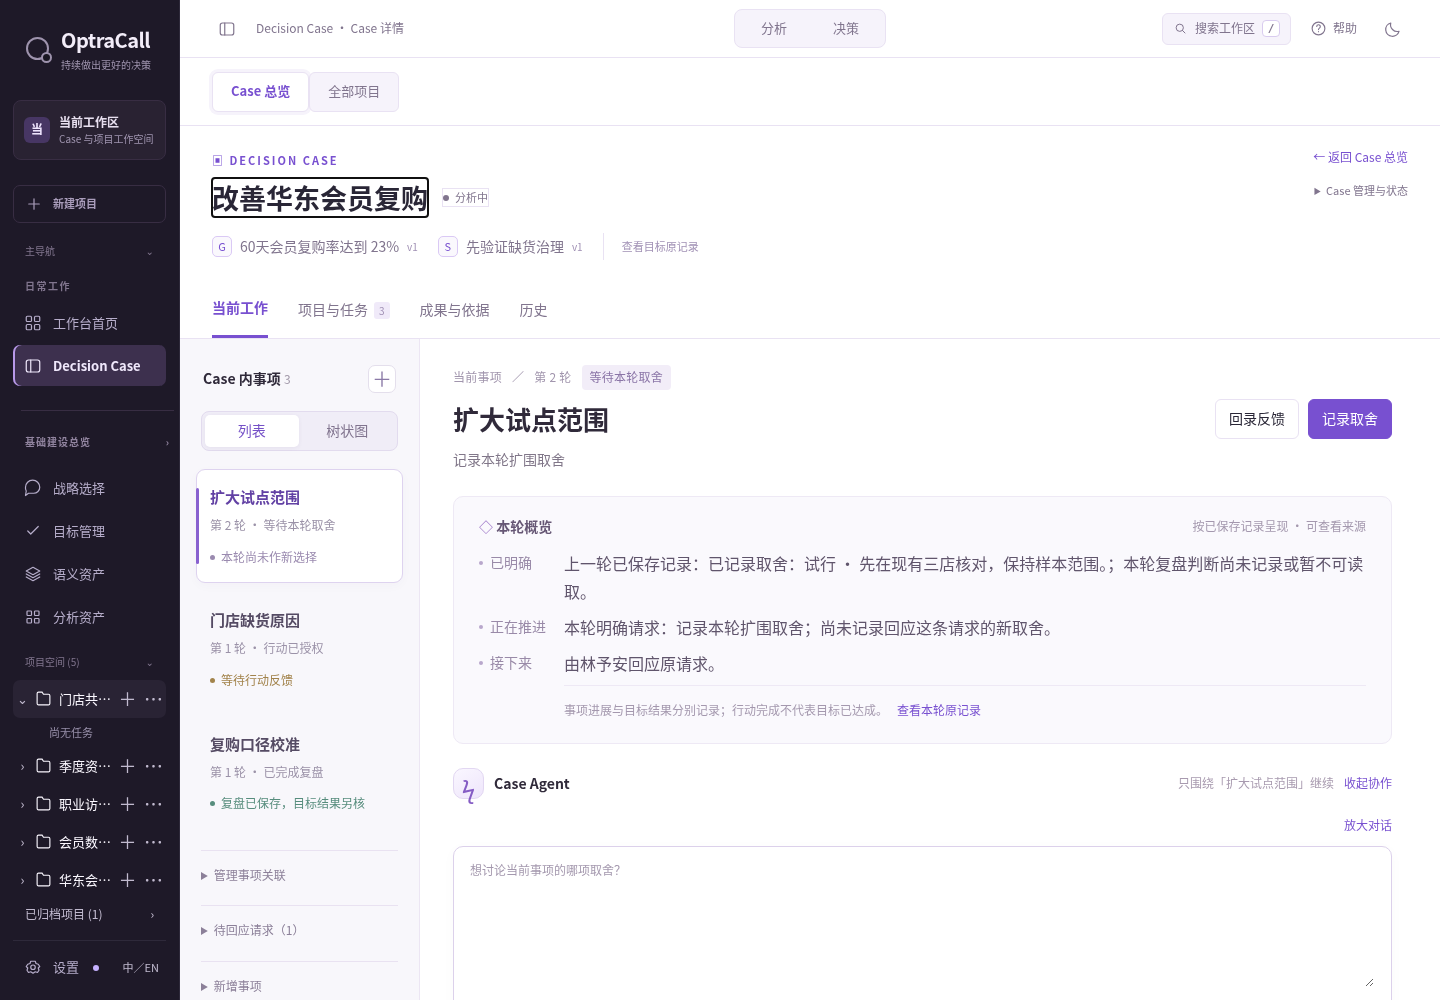 OptraCall
持续做出更好的决策
当
当前工作区
Case 与项目工作空间
新建项目
主导航
日常工作
工作台首页
Decision Case
基础建设总览
战略选择
目标管理
语义资产
分析资产
项目空间 (5)
门店共…
尚无任务
季度资…
职业访…
会员数…
华东会…
已归档项目 (1)
设置
中／EN
Decision Case · Case 详情
分析
决策
搜索工作区 /
帮助
Case 总览
全部项目
DECISION CASE
改善华东会员复购
分析中
← 返回 Case 总览
▶ Case 管理与状态
G 60天会员复购率达到 23% v1
S 先验证缺货治理 v1
查看目标原记录
当前工作
项目与任务 3
成果与依据
历史
Case 内事项 3
列表
树状图
扩大试点范围
第 2 轮 · 等待本轮取舍
本轮尚未作新选择
门店缺货原因
第 1 轮 · 行动已授权
等待行动反馈
复购口径校准
第 1 轮 · 已完成复盘
复盘已保存，目标结果另核
▶ 管理事项关联
▶ 待回应请求（1）
▶ 新增事项
当前事项 ／ 第 2 轮 等待本轮取舍
扩大试点范围
回录反馈
记录取舍
记录本轮扩围取舍
◇ 本轮概览
按已保存记录呈现 · 可查看来源
已明确
上一轮已保存记录：已记录取舍：试行 · 先在现有三店核对，保持样本范围。；本轮复盘判断尚未记录或暂不可读
取。
正在推进
本轮明确请求：记录本轮扩围取舍；尚未记录回应这条请求的新取舍。
接下来
由林予安回应原请求。
事项进展与目标结果分别记录；行动完成不代表目标已达成。 查看本轮原记录
Case Agent
只围绕「扩大试点范围」继续
收起协作
放大对话
想讨论当前事项的哪项取舍？